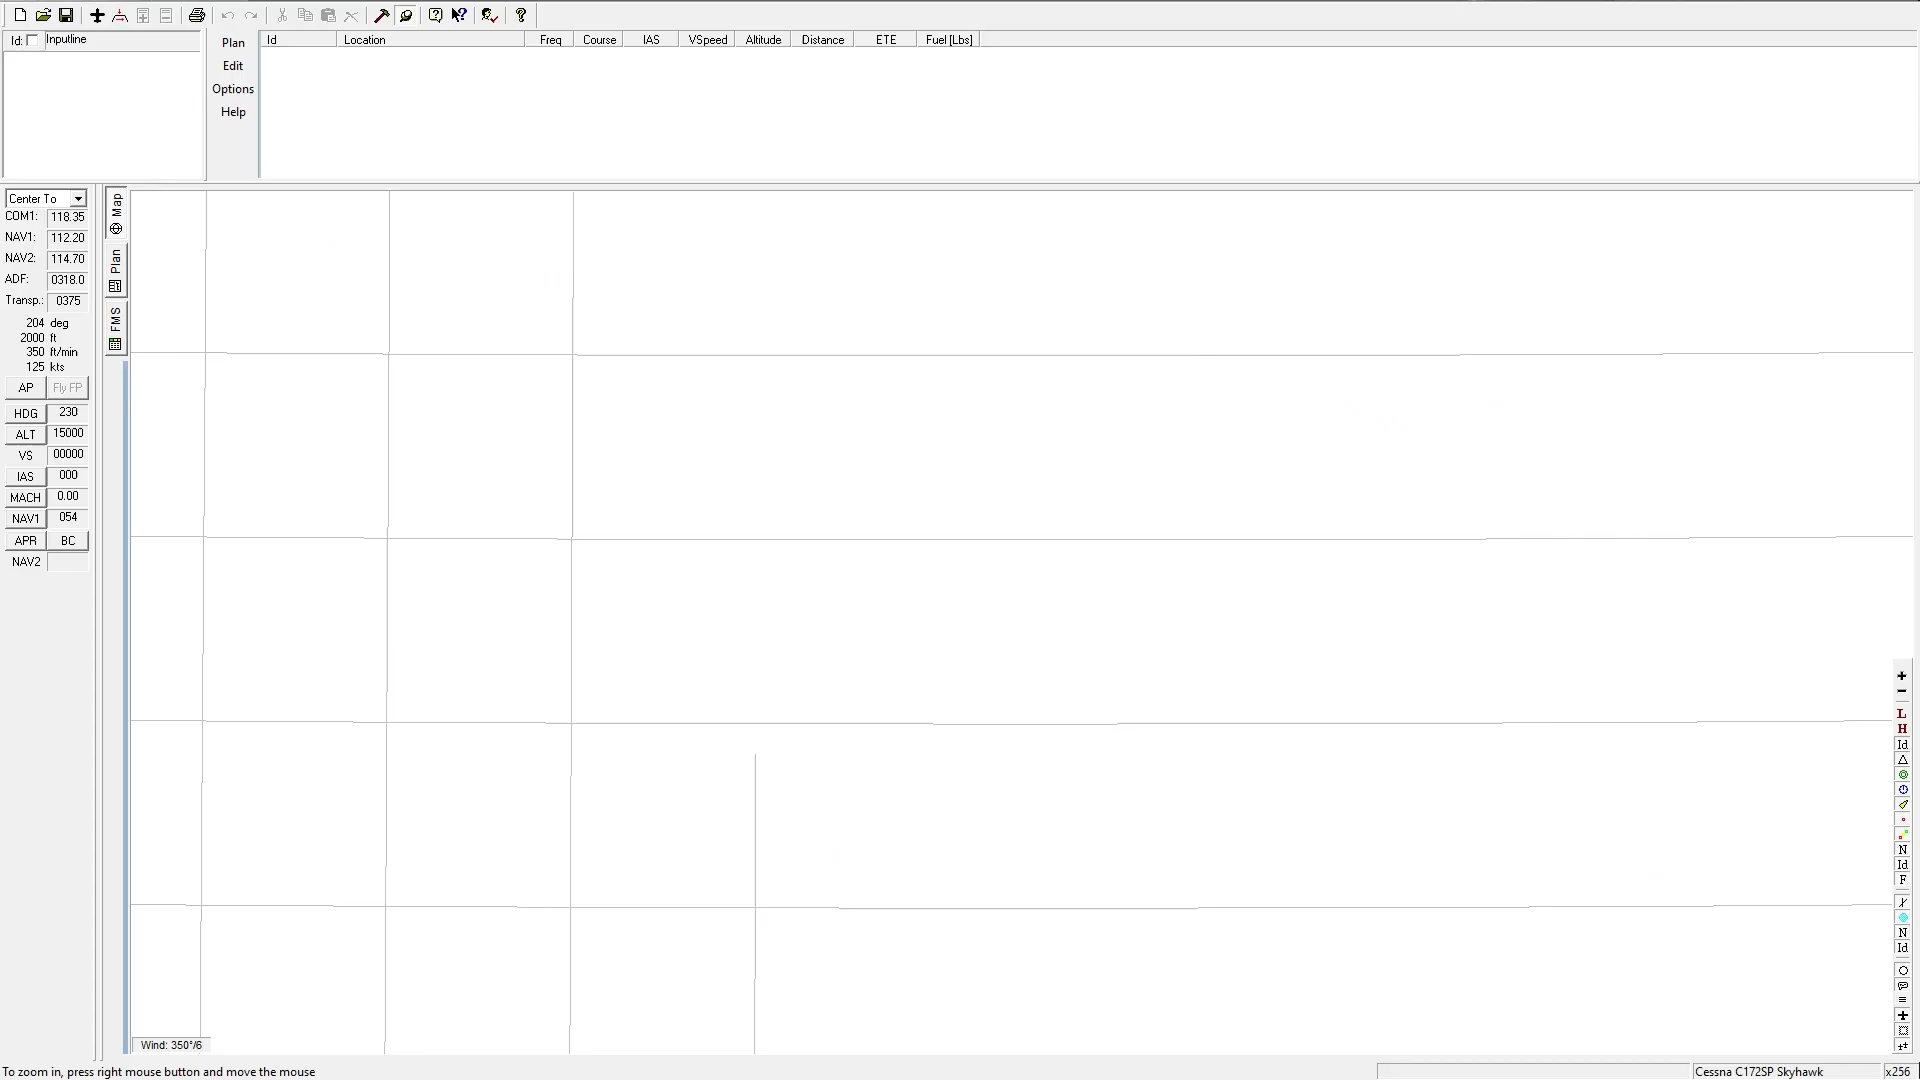 Id: Inputline
Plan
Edit
Options
Help
Id Location Freq Course IAS VSpeed Altitude Distance ETE Fuel [Lbs]
Center To
COM1: 118.35
NAV1: 112.20
NAV2: 114.70
ADF: 0318.0
Transp.: 0375
204 deg
2000 ft
350 ft/min
125 kts
AP Fly FP
HDG 230
ALT 15000
VS 00000
IAS 000
MACH 0.00
NAV1 054
APR BC
NAV2
Map
Plan
FMS
L
H
Id
N
Id
F
N
Id
Wind: 350°/6
To zoom in, press right mouse button and move the mouse
Cessna C172SP Skyhawk
x256